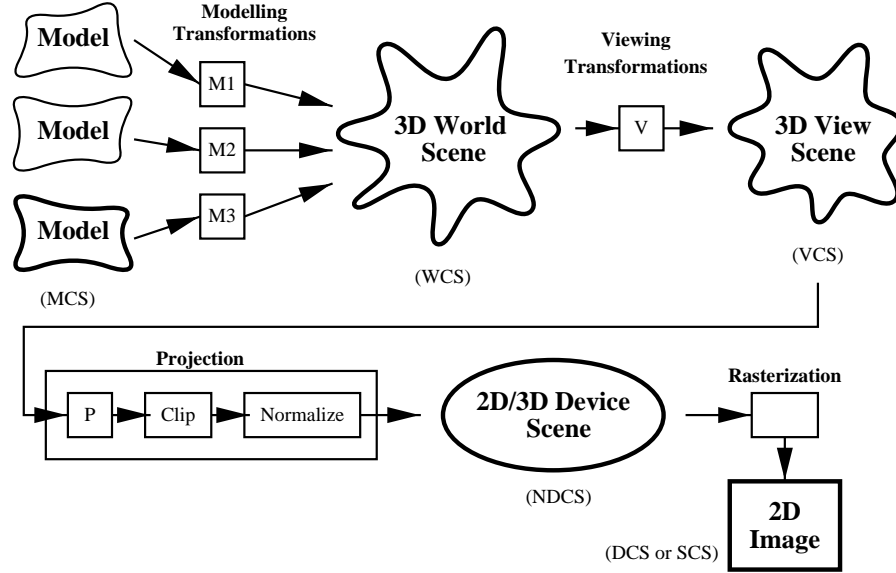 Modelling
Transformations
Model
M1
Model
M2
Model
M3
(MCS)
3D World
Scene
(WCS)
Viewing
Transformations
V
3D View
Scene
(VCS)
Projection
P
Clip
Normalize
2D/3D Device
Scene
(NDCS)
Rasterization
2D
Image
(DCS or SCS)